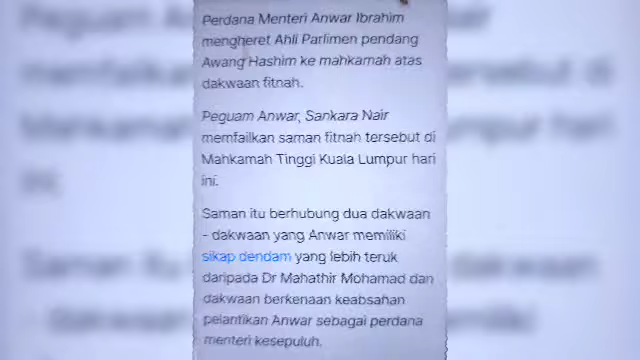 Perdana Menteri Anwar Ibrahim
mengheret Ahli Parlimen pendang
Awang Hashim ke mahkamah atas
dakwaan fitnah.
Peguam Anwar, Sankara Nair
memfailkan saman fitnah tersebut di
Mahkamah Tinggi Kuala Lumpur hari
ini.
Saman itu berhubung dua dakwaan
- dakwaan yang Anwar memiliki
sikap dendam yang lebih teruk
daripada Dr Mahathir Mohamad dan
dakwaan berkenaan keabsahan
pelantikan Anwar sebagai perdana
menteri kesepuluh.